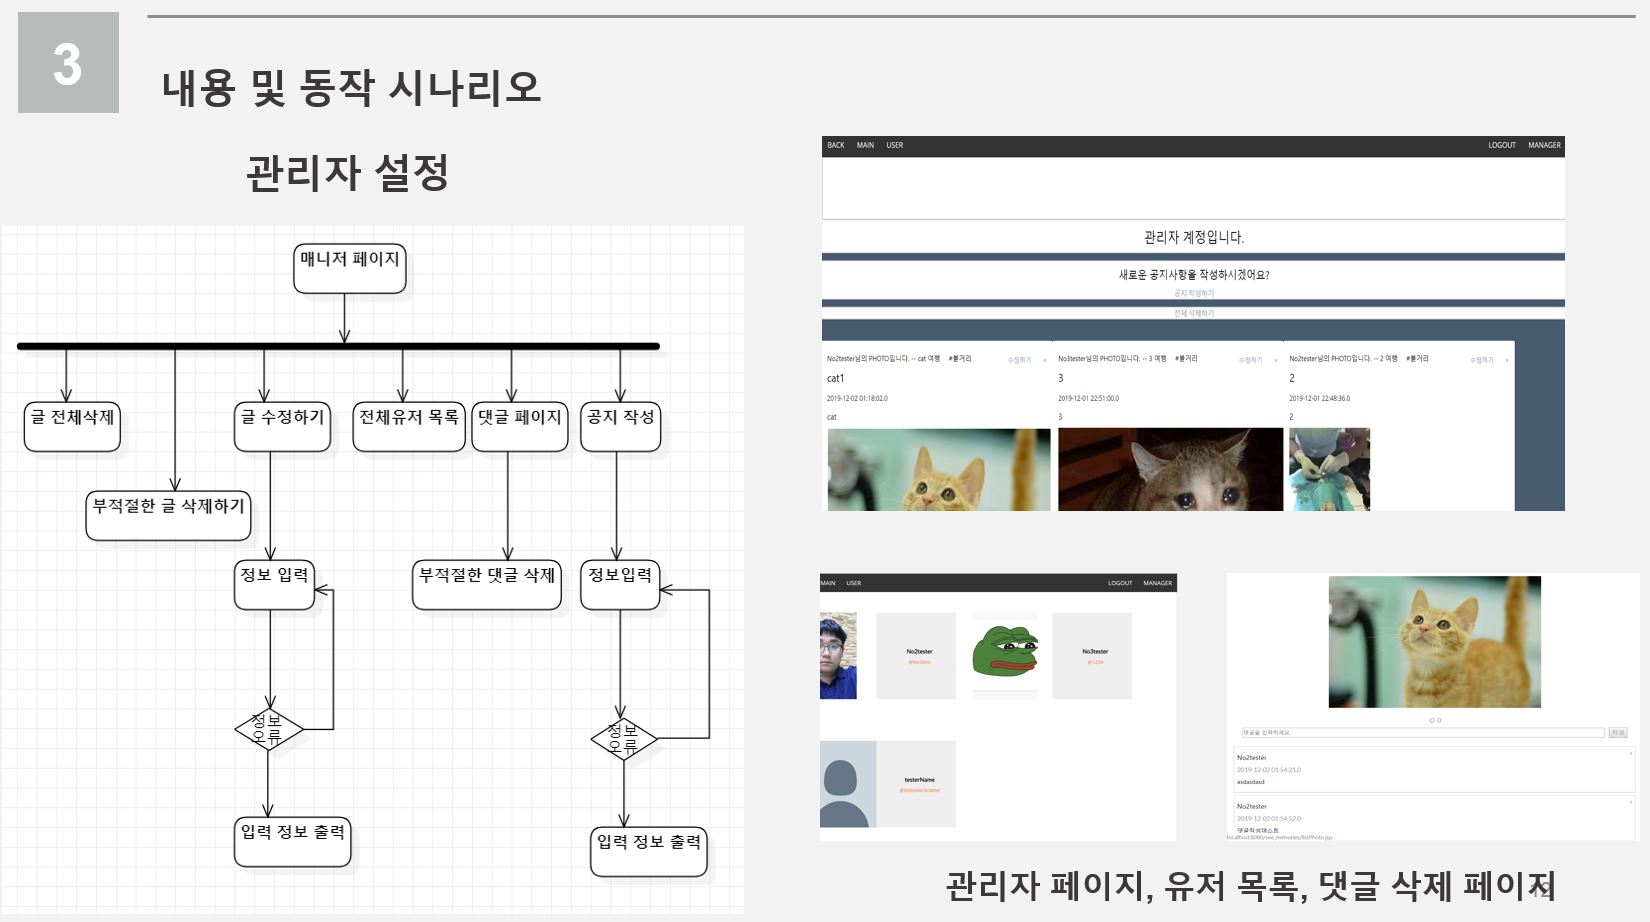 3
내용 및 동작 시나리오
관리자 설정
매니저 페이지
글 전체삭제
글 수정하기
전체유저 목록
댓글 페이지
공지 작성
부적절한 글 삭제하기
정보 입력
부적절한 댓글 삭제
정보입력
정보
오류
정보
오류
입력 정보 출력
입력 정보 출력
BACK MAIN USER LOGOUT MANAGER
관리자 계정입니다.
새로운 공지사항을 작성하시겠어요?
공지 작성하기
전체 삭제하기
No2tester님의 PHOTO입니다. -- cat 여행 #볼거리 수정하기 ×
cat1
2019-12-02 01:18:02.0
cat
No3tester님의 PHOTO입니다. -- 3 여행 #볼거리 수정하기 ×
3
2019-12-01 22:51:00.0
3
No2tester님의 PHOTO입니다. -- 2 여행 #볼거리 수정하기 ×
2
2019-12-01 22:48:36.0
2
MAIN USER LOGOUT MANAGER
No2tester
@No2test
No3tester
@1234
testerName
@testerNickname
♡ 0
댓글을 입력하세요. 작성
No2tester ×
2019-12-02 01:54:21.0
asdasdasd
No2tester ×
2019-12-02 01:54:52.0
댓글작성테스트
localhost:8080/see_memories/listPhoto.jsp
관리자 페이지, 유저 목록, 댓글 삭제 페이지
12